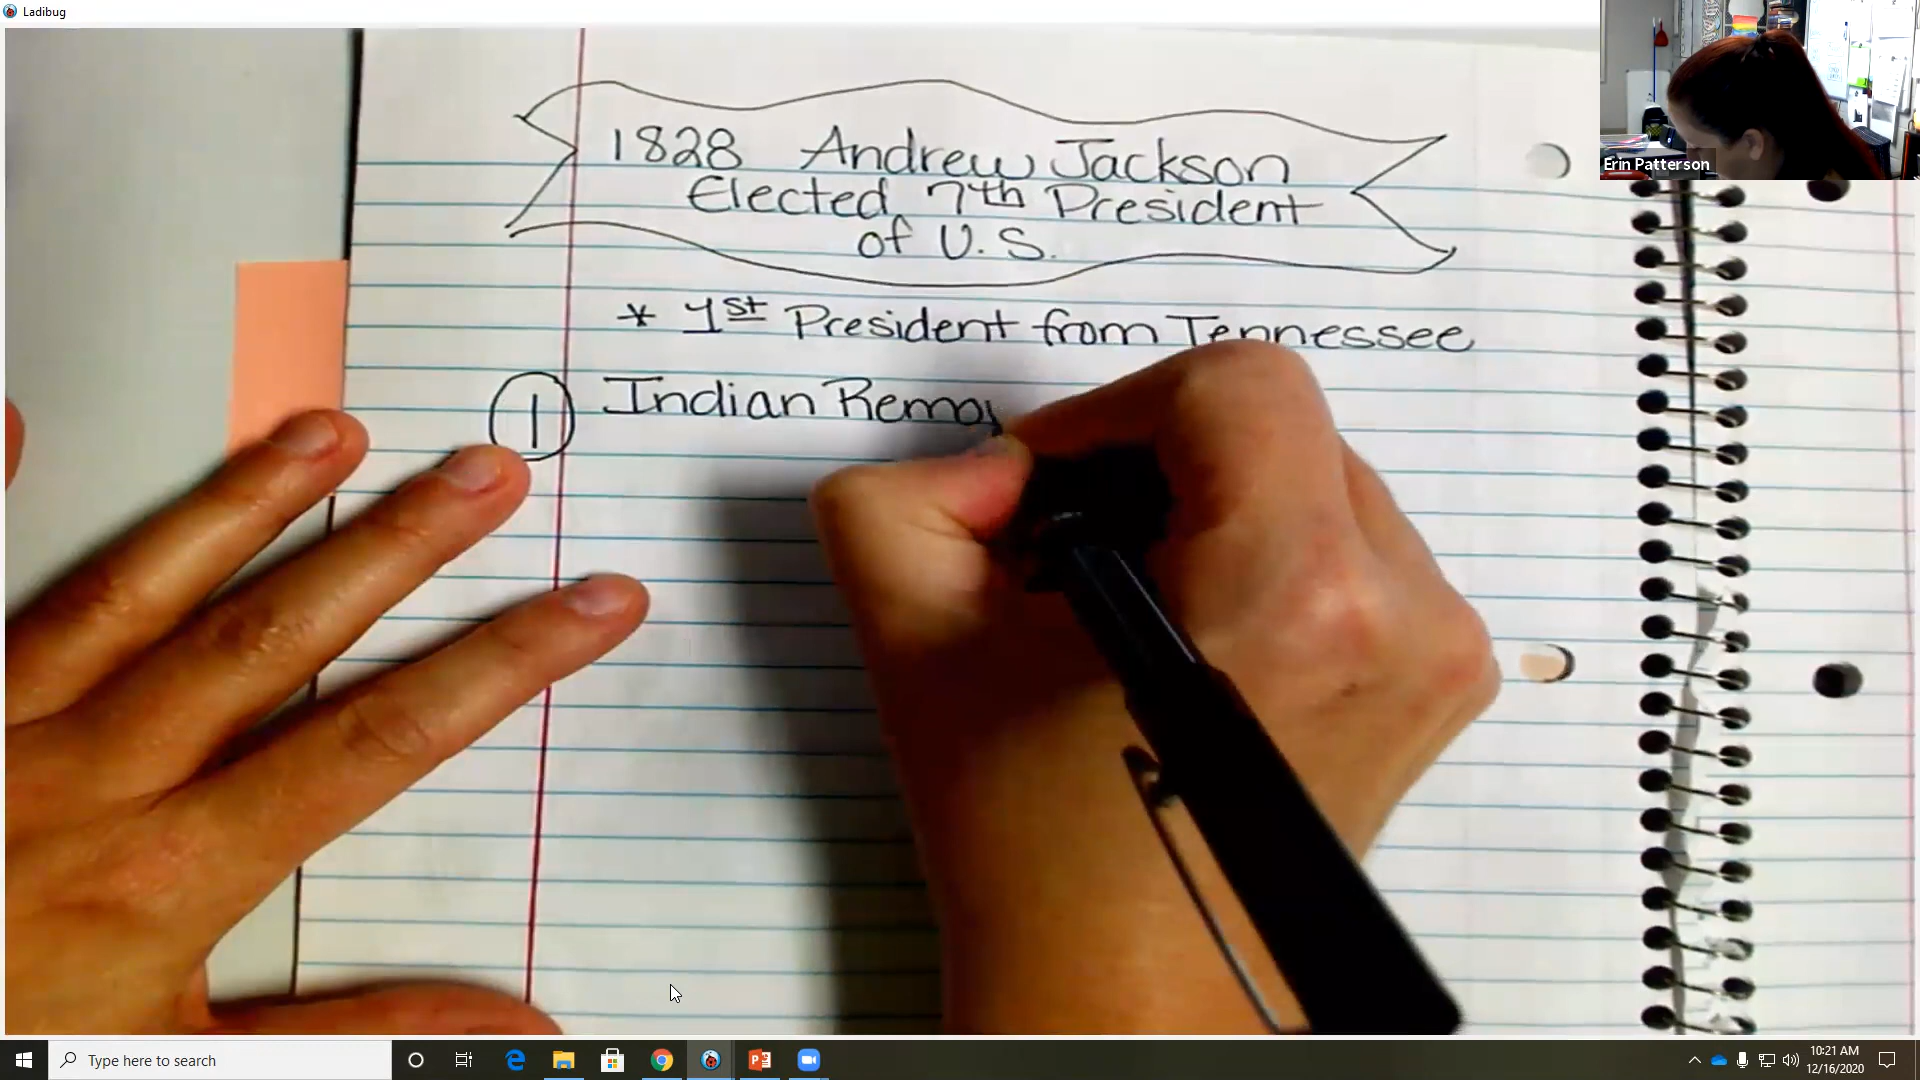 Ladibug
Erin Patterson
1828 Andrew Jackson
Elected 7th President
of U.S.
* 1st President from Tennessee
1 Indian Remov
Type here to search
10:21 AM
12/16/2020